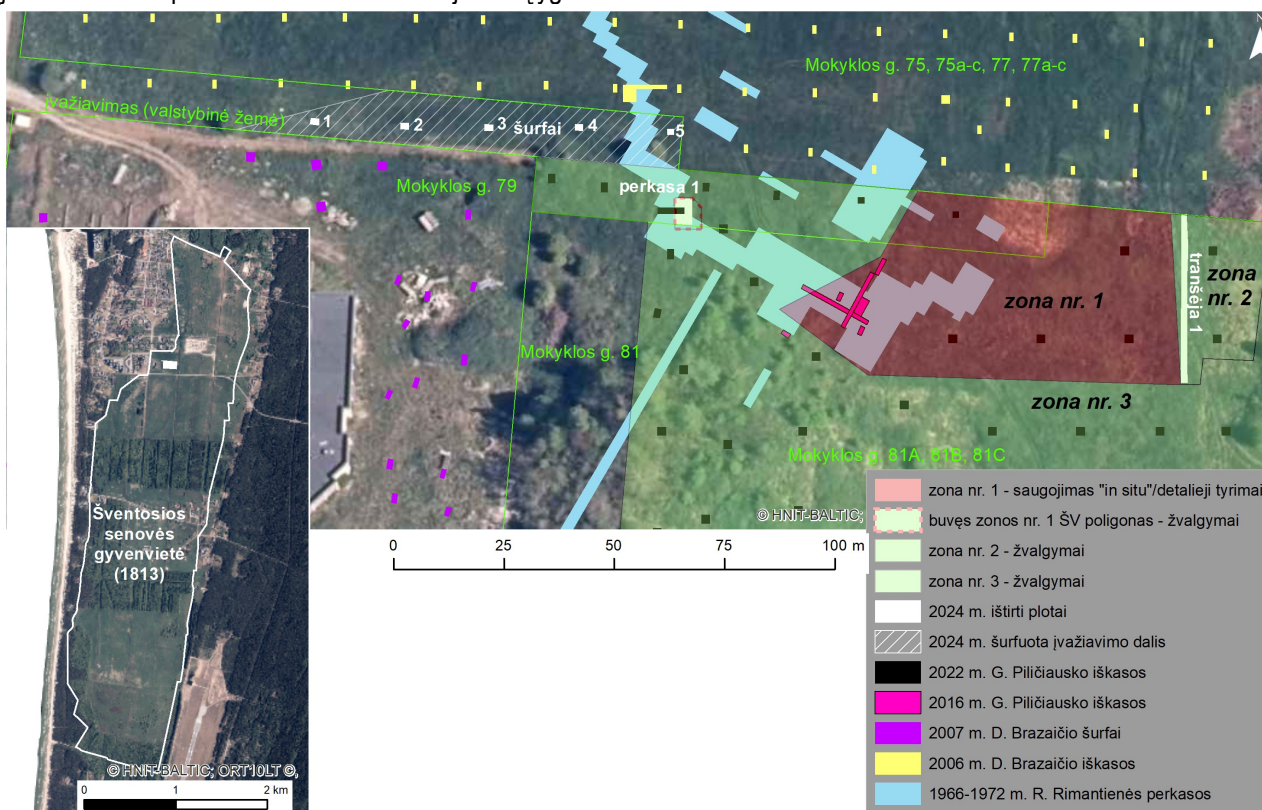 Mokyklos g. 75, 75a-c, 77, 77a-c
įvažiavimas (valstybinė žemė)
1
2
3
šurfai
4
5
Mokyklos g. 79
perkasa 1
zona nr. 1
tranšėja 1
zona
nr. 2
Mokyklos g. 81
zona nr. 3
Mokyklos g. 81A, 81B, 81C
© HNIT-BALTIC;
0 25 50 75 100 m
Šventosios
senovės
gyvenvietė
(1813)
© HNIT-BALTIC; ORT10LT ©,
0 1 2 km
zona nr. 1 - saugojimas "in situ"/detalieji tyrimai
buvęs zonos nr. 1 ŠV poligonas - žvalgymai
zona nr. 2 - žvalgymai
zona nr. 3 - žvalgymai
2024 m. ištirti plotai
2024 m. šurfuota įvažiavimo dalis
2022 m. G. Piličiausko iškasos
2016 m. G. Piličiausko iškasos
2007 m. D. Brazaičio šurfai
2006 m. D. Brazaičio iškasos
1966-1972 m. R. Rimantienės perkasos